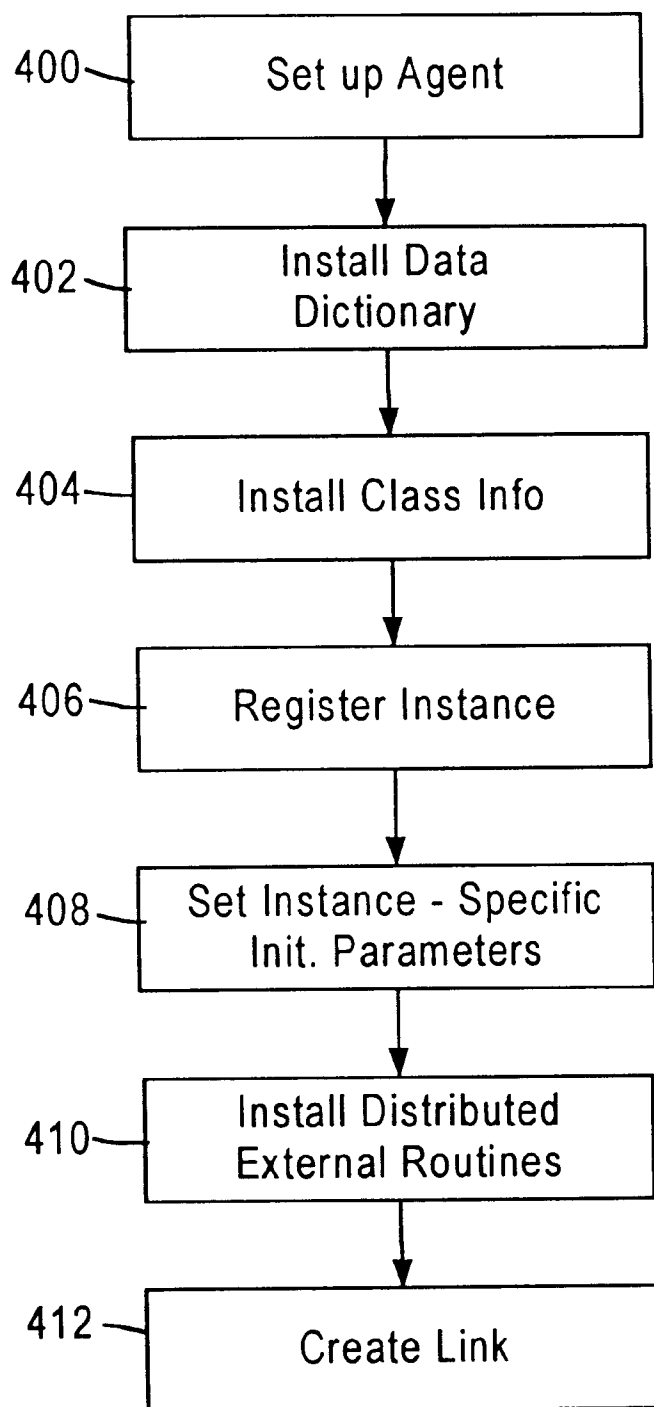 400
Set up Agent
402
Install Data
Dictionary
404
Install Class Info
406
Register Instance
408
Set Instance - Specific
Init. Parameters
410
Install Distributed
External Routines
412
Create Link